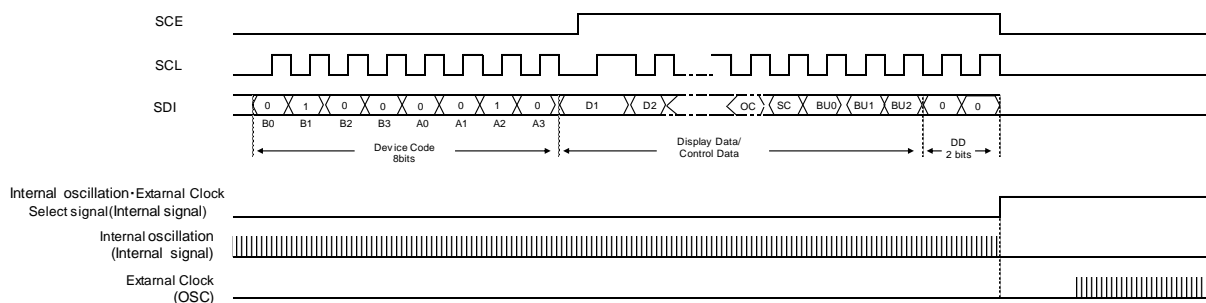 SCE
SCL
SDI
0 1 0 0 0 0 1 0 D1 D2 OC SC BU0 BU1 BU2 0 0
B0 B1 B2 B3 A0 A1 A2 A3
Device Code
8bits
Display Data/
Control Data
DD
2 bits
Internal oscillation・Extarnal Clock
Select signal(Internal signal)
Internal oscillation
(Internal signal)
Extarnal Clock
(OSC)